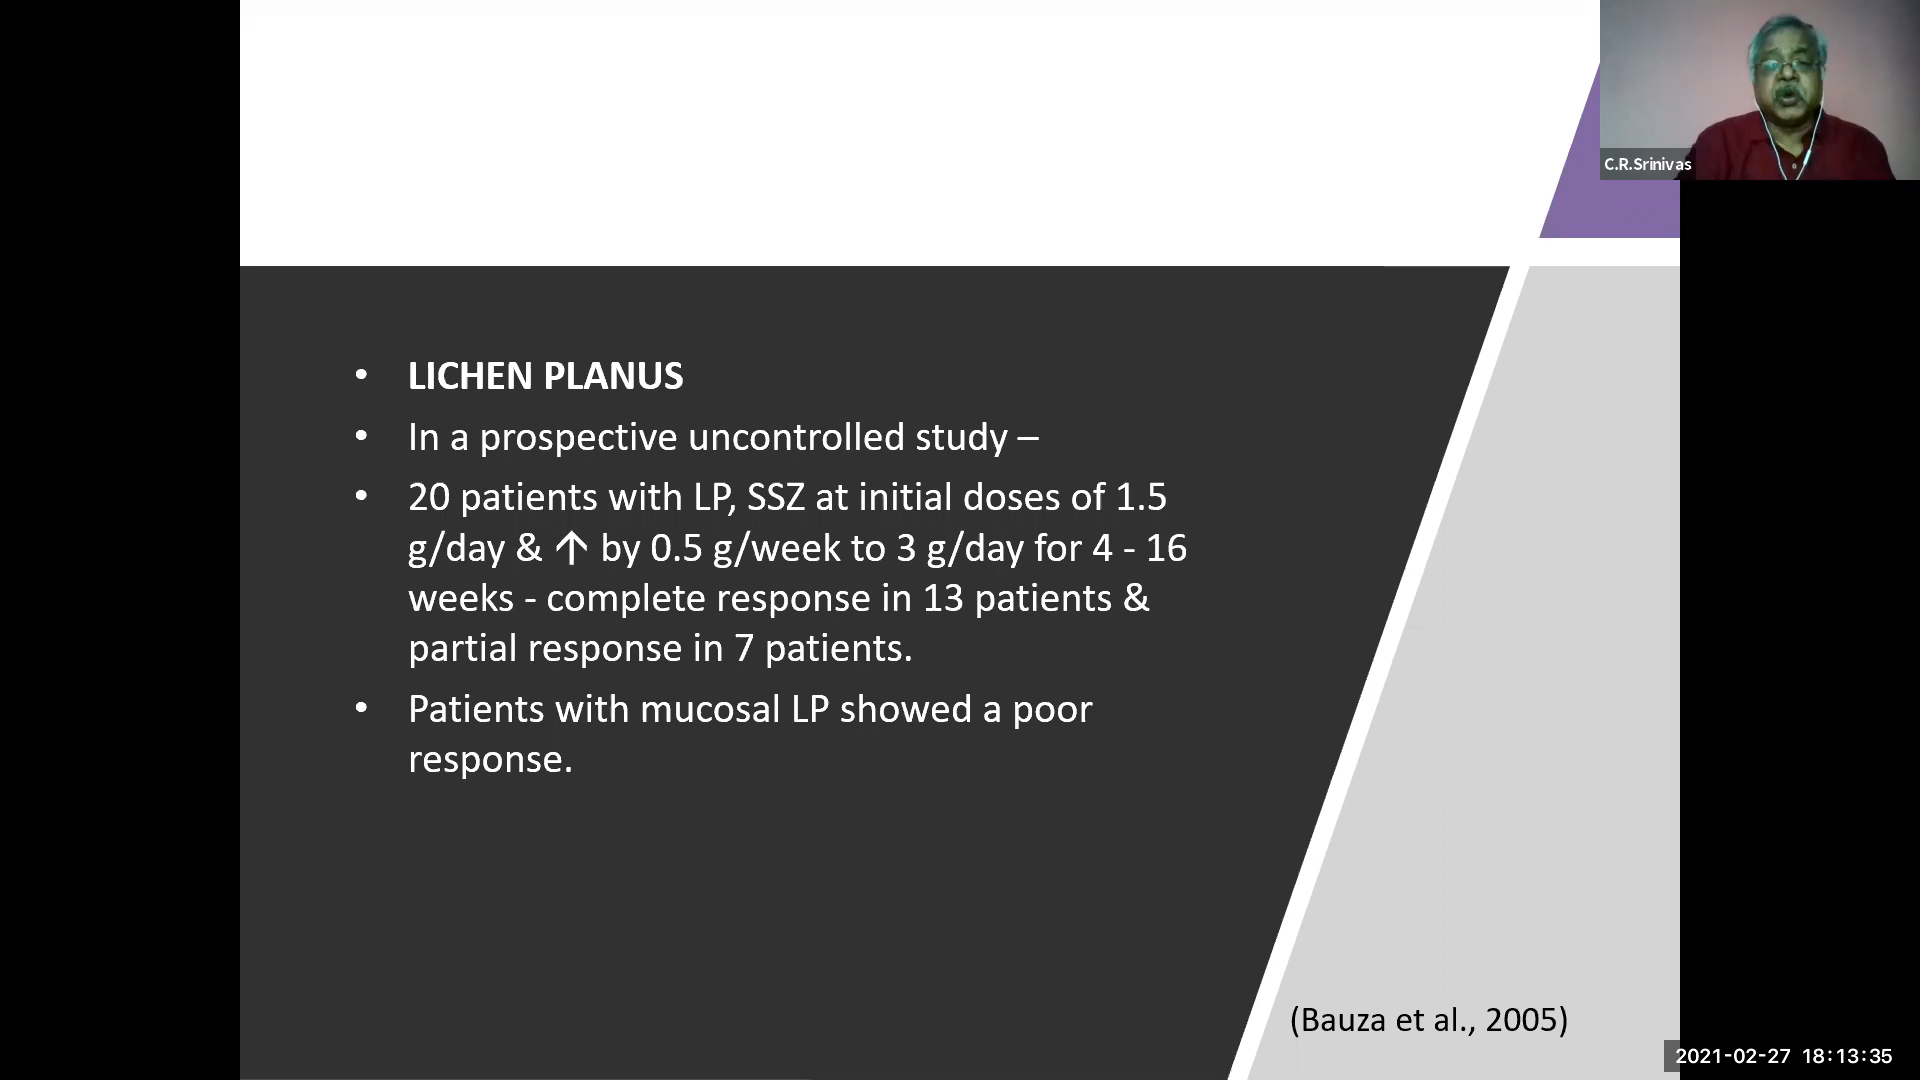 C.R.Srinivas
• LICHEN PLANUS
• In a prospective uncontrolled study –
• 20 patients with LP, SSZ at initial doses of 1.5
g/day & ↑ by 0.5 g/week to 3 g/day for 4 - 16
weeks - complete response in 13 patients &
partial response in 7 patients.
• Patients with mucosal LP showed a poor
response.
(Bauza et al., 2005)
2021-02-27 18:13:35